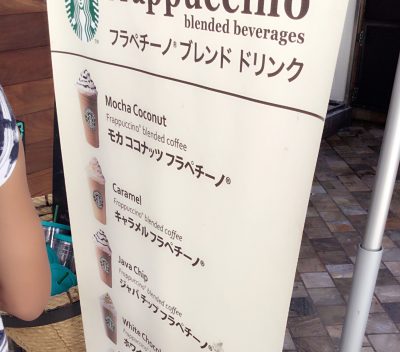 Frappuccino
blended beverages
フラペチーノ® ブレンド ドリンク
Mocha Coconut
Frappuccino® blended coffee
モカ ココナッツ フラペチーノ®
Caramel
Frappuccino® blended coffee
キャラメル フラペチーノ®
Java Chip
Frappuccino® blended coffee
ジャバ チップ フラペチーノ®
White Chocol